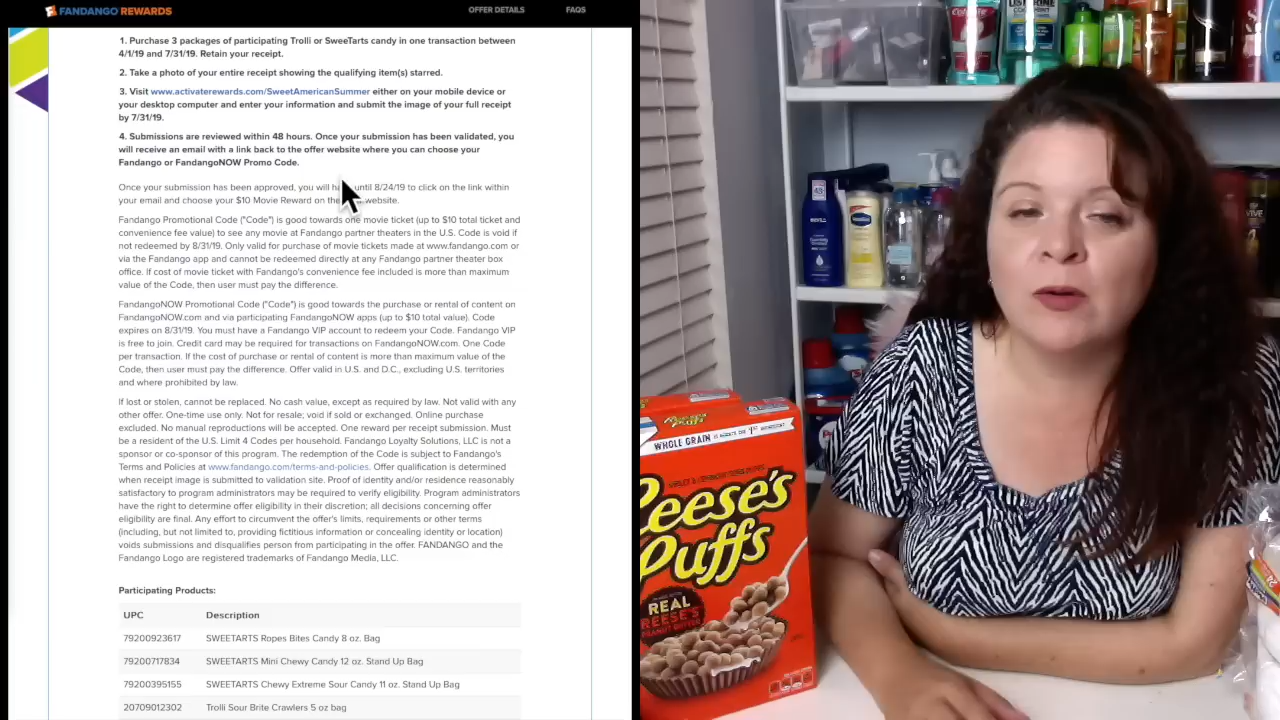 FANDANGO REWARDS
OFFER DETAILS
FAQS
1. Purchase 3 packages of participating Trolli or SweeTarts candy in one transaction between
4/1/19 and 7/31/19. Retain your receipt.
2. Take a photo of your entire receipt showing the qualifying item(s) starred.
3. Visit www.activaterewards.com/SweetAmericanSummer either on your mobile device or
your desktop computer and enter your information and submit the image of your full receipt
by 7/31/19.
4. Submissions are reviewed within 48 hours. Once your submission has been validated, you
will receive an email with a link back to the offer website where you can choose your
Fandango or FandangoNOW Promo Code.
Once your submission has been approved, you will until 8/24/19 to click on the link within
your email and choose your $10 Movie Reward on website.
Fandango Promotional Code ("Code") is good towards one movie ticket (up to $10 total ticket and
convenience fee value) to see any movie at Fandango partner theaters in the U.S. Code is void if
not redeemed by 8/31/19. Only valid for purchase of movie tickets made at www.fandango.com or
via the Fandango app and cannot be redeemed directly at any Fandango partner theater box
office. If cost of movie ticket with Fandango's convenience fee included is more than maximum
value of the Code, then user must pay the difference.
FandangoNOW Promotional Code ("Code") is good towards the purchase or rental of content on
FandangoNOW.com and via participating FandangoNOW apps (up to $10 total value). Code
expires on 8/31/19. You must have a Fandango VIP account to redeem your Code. Fandango VIP
is free to join. Credit card may be required for transactions on FandangoNOW.com. One Code
per transaction. If the cost of purchase or rental of content is more than maximum value of the
Code, then user must pay the difference. Offer valid in U.S. and D.C., excluding U.S. territories
and where prohibited by law.
If lost or stolen, cannot be replaced. No cash value, except as required by law. Not valid with any
other offer. One-time use only. Not for resale; void if sold or exchanged. Online purchase
excluded. No manual reproductions will be accepted. One reward per receipt submission. Must
be a resident of the U.S. Limit 4 Codes per household. Fandango Loyalty Solutions, LLC is not a
sponsor or co-sponsor of this program. The redemption of the Code is subject to Fandango's
Terms and Policies at www.fandango.com/terms-and-policies. Offer qualification is determined
when receipt image is submitted to validation site. Proof of identity and/or residence reasonably
satisfactory to program administrators may be required to verify eligibility. Program administrators
have the right to determine offer eligibility in their discretion; all decisions concerning offer
eligibility are final. Any effort to circumvent the offer's limits, requirements or other terms
(including, but not limited to, providing fictitious information or concealing identity or location)
voids submissions and disqualifies person from participating in the offer. FANDANGO and the
Fandango Logo are registered trademarks of Fandango Media, LLC.
Participating Products:
UPC Description
79200923617 SWEETARTS Ropes Bites Candy 8 oz. Bag
79200717834 SWEETARTS Mini Chewy Candy 12 oz. Stand Up Bag
79200395155 SWEETARTS Chewy Extreme Sour Candy 11 oz. Stand Up Bag
20709012302 Trolli Sour Brite Crawlers 5 oz bag
WHOLE GRAIN
Reese's
Puffs
REAL
REESE'S
PEANUT BUTTER